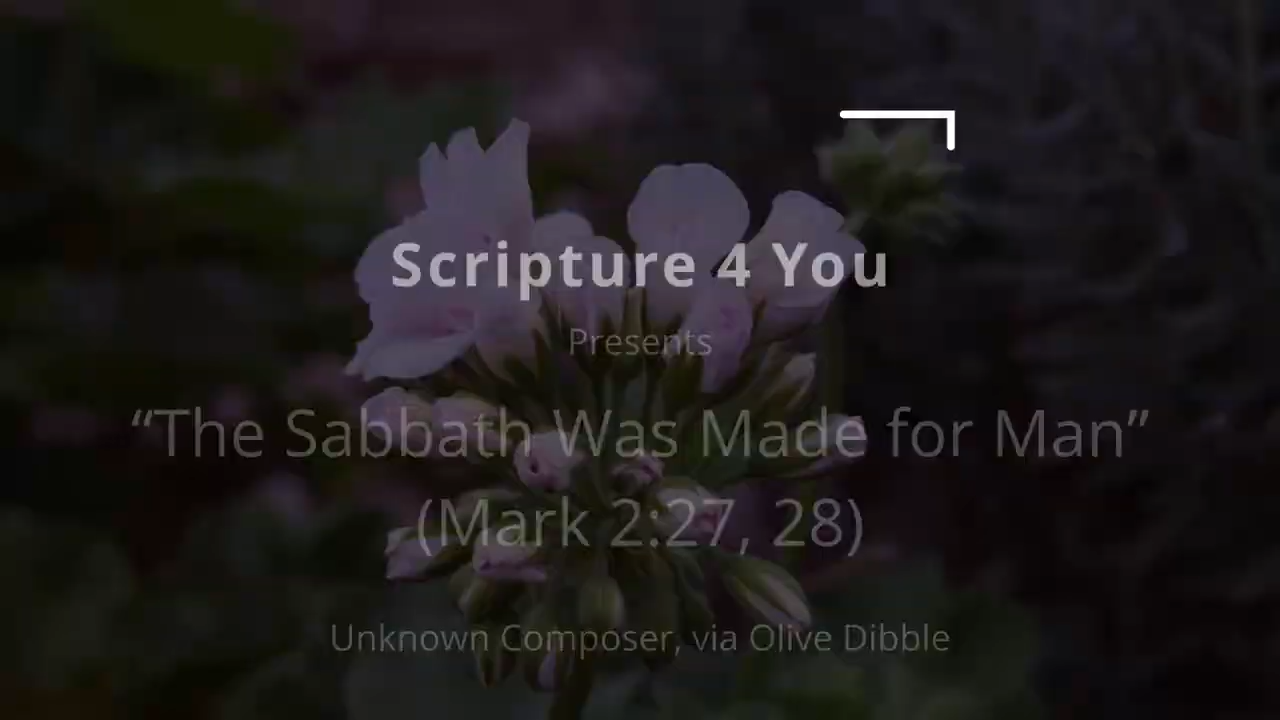 Scripture 4 You
Presents
“The Sabbath Was Made for Man”
(Mark 2:27, 28)
Unknown Composer, via Olive Dibble